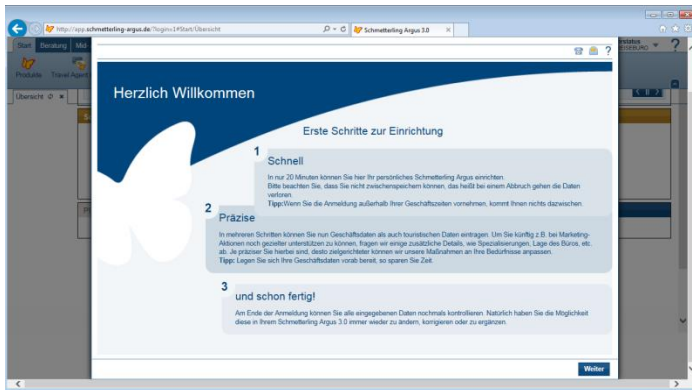 http://app.schmetterling-argus.de/?login=1#Start/Übersicht
Schmetterling Argus 3.0
Start Beratung Mid
Produkte Travel Agent
Übersicht
Herzlich Willkommen
Erste Schritte zur Einrichtung
1
Schnell
In nur 20 Minuten können Sie hier Ihr persönliches Schmetterling Argus einrichten.
Bitte beachten Sie, dass Sie nicht zwischenspeichern können, das heißt bei einem Abbruch gehen die Daten
verloren.
Tipp:Wenn Sie die Anmeldung außerhalb Ihrer Geschäftszeiten vornehmen, kommt Ihnen nichts dazwischen.
2
Präzise
In mehreren Schritten können Sie nun Geschäftsdaten als auch touristischen Daten eintragen. Um Sie künftig z.B. bei Marketing-
Aktionen noch gezielter unterstützen zu können, fragen wir einige zusätzliche Details, wie Spezialisierungen, Lage des Büros, etc.
ab. Je präziser Sie hierbei sind, desto zielgerichteter können wir unsere Maßnahmen an Ihre Bedürfnisse anpassen.
Tipp: Legen Sie sich Ihre Geschäftsdaten vorab bereit, so sparen Sie Zeit.
3
und schon fertig!
Am Ende der Anmeldung können Sie alle eingegebenen Daten nochmals kontrollieren. Natürlich haben Sie die Möglichkeit
diese in Ihrem Schmetterling Argus 3.0 immer wieder zu ändern, korrigieren oder zu ergänzen.
Weiter